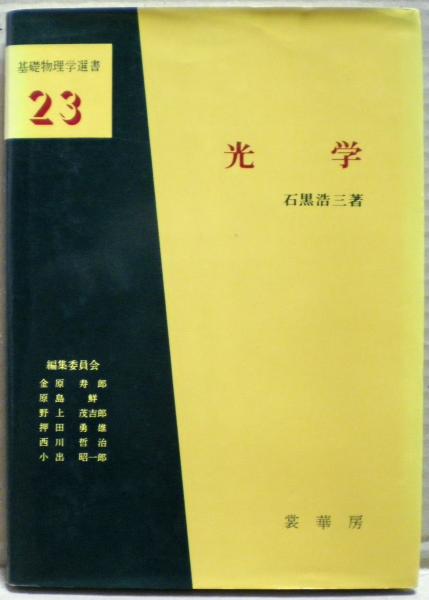 基礎物理学選書
23
光 学
石黒浩三著
編集委員会
金原 寿郎
原島 鮮
野上 茂吉郎
押田 勇雄
西川 哲治
小出 昭一郎
裳華房